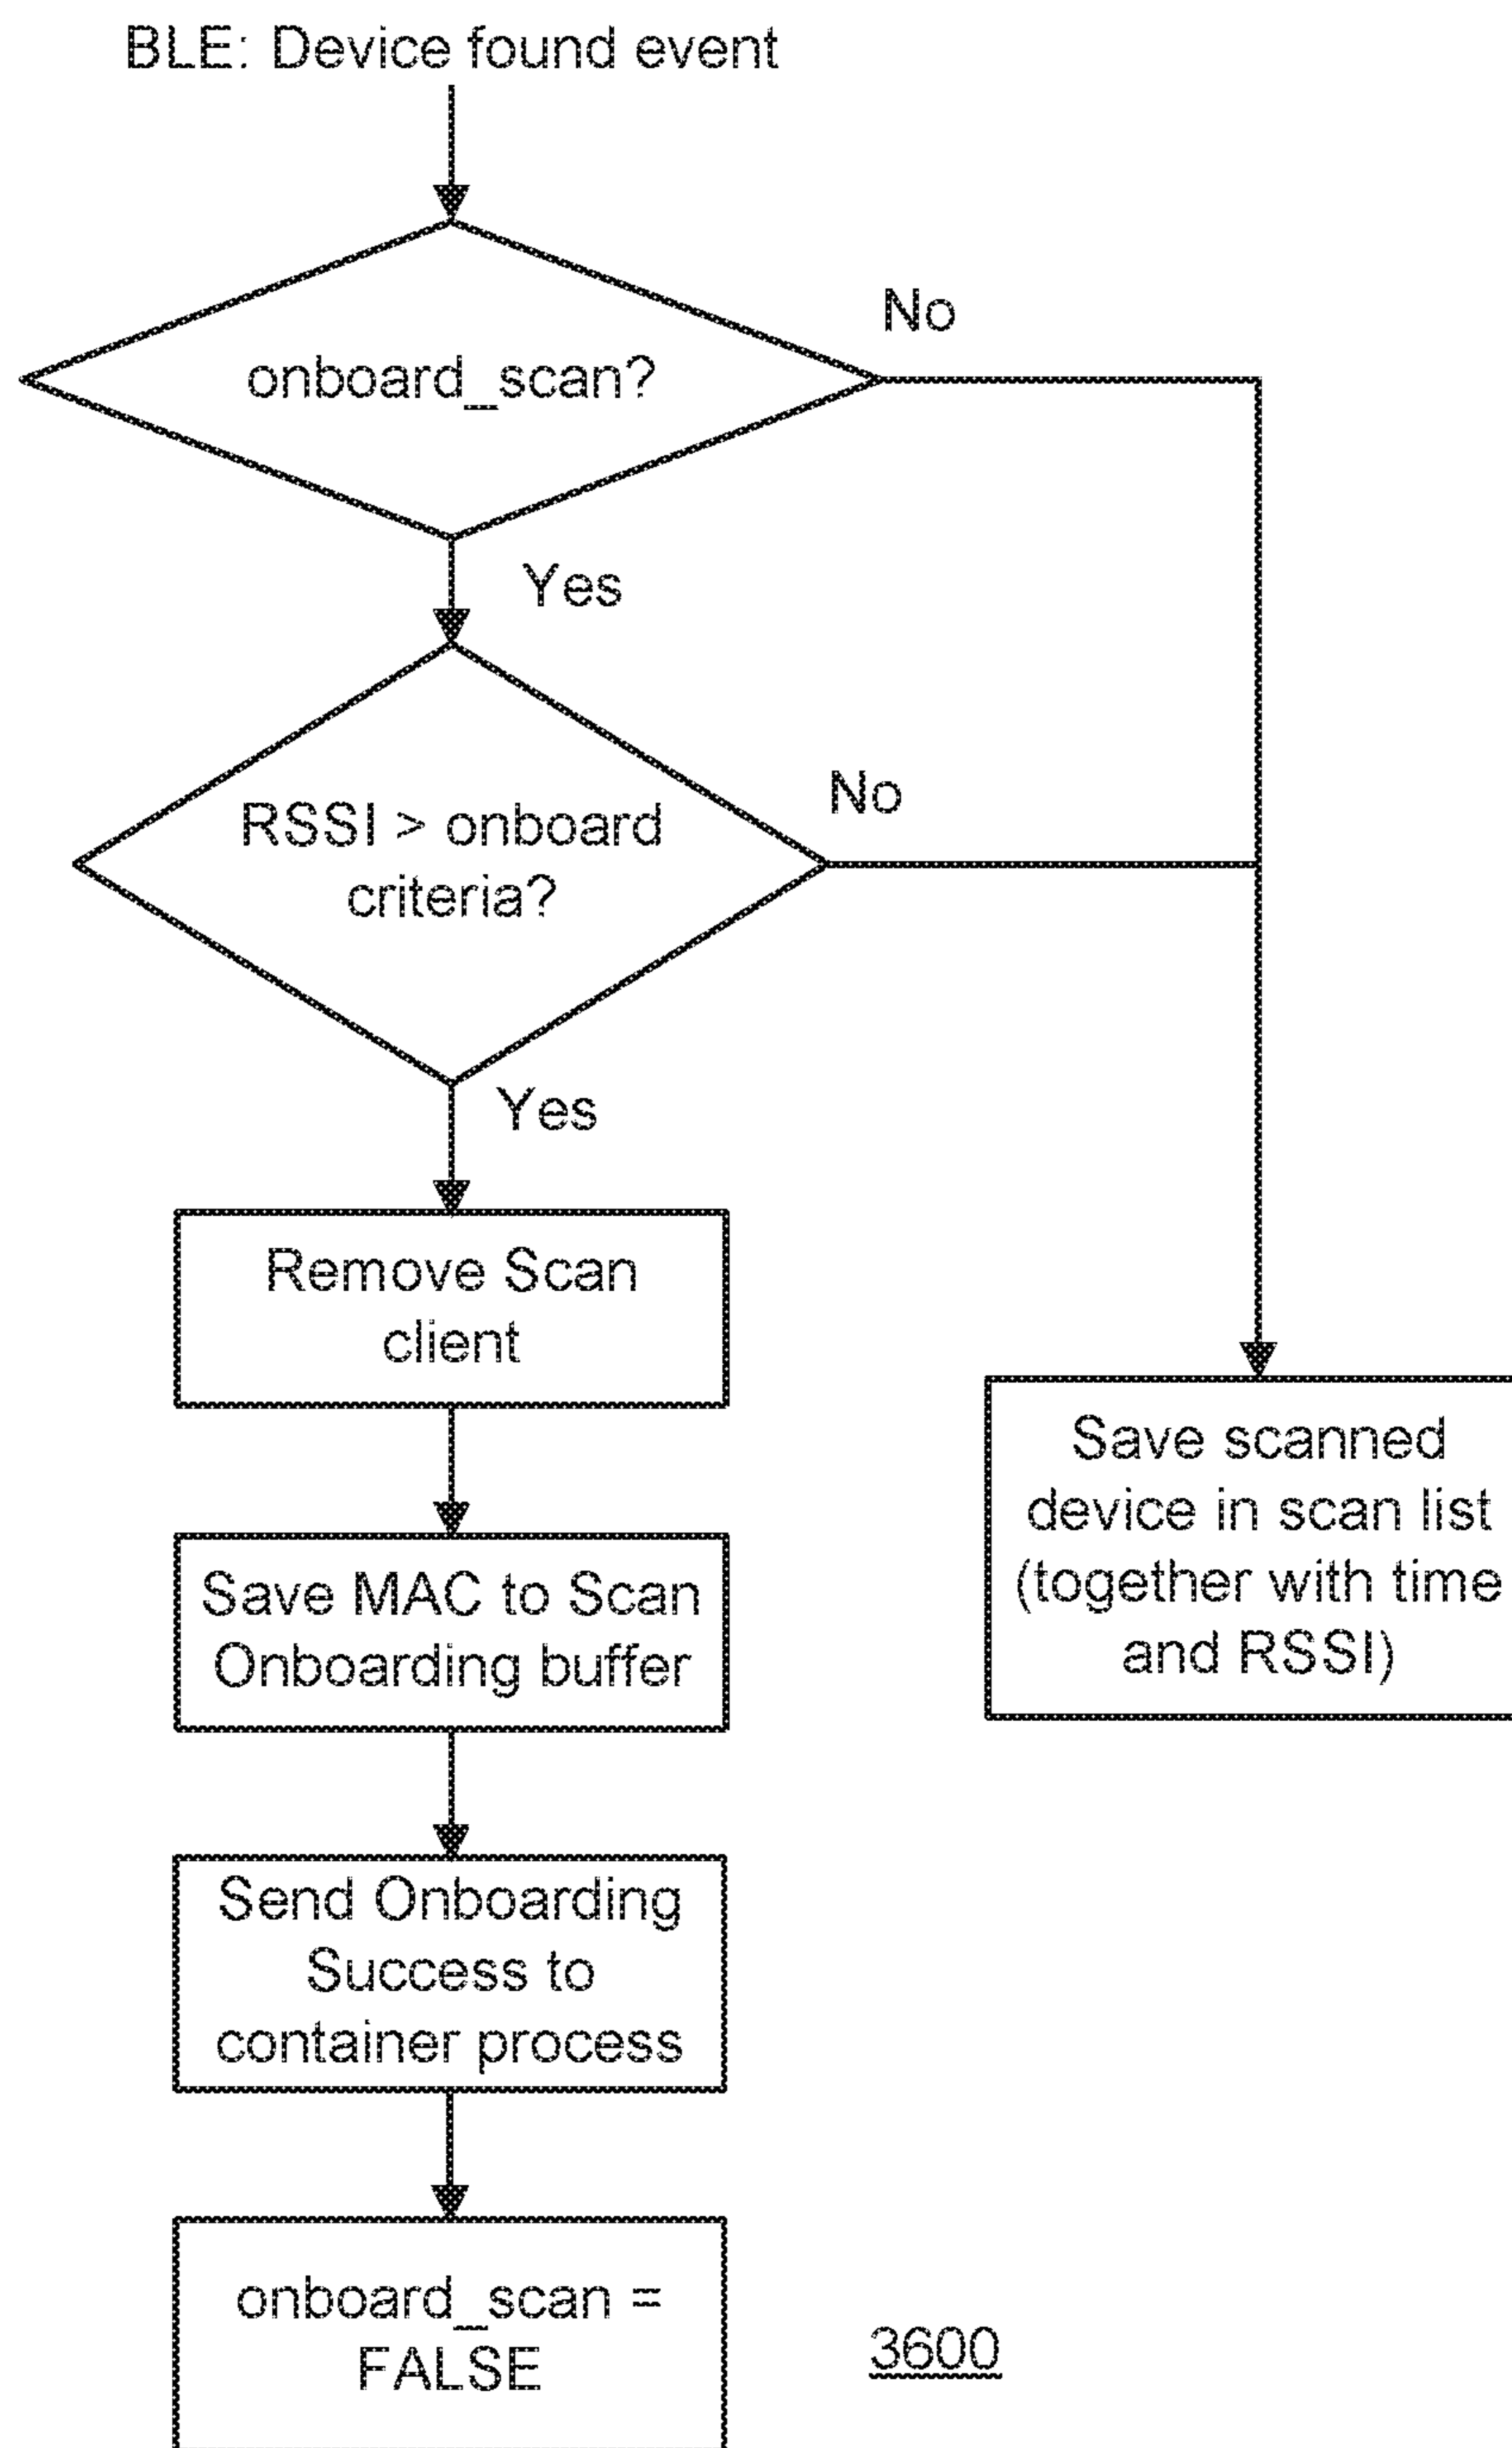 BLE: Device found event
No
onboard_scan?
Yes
No
RSSI > onboard
criteria?
Yes
Remove Scan
client
Save scanned
device in scan list
(together with time
and RSSI)
Save MAC to Scan
Onboarding buffer
Send Onboarding
Success to
container process
onboard_scan =
FALSE
3600